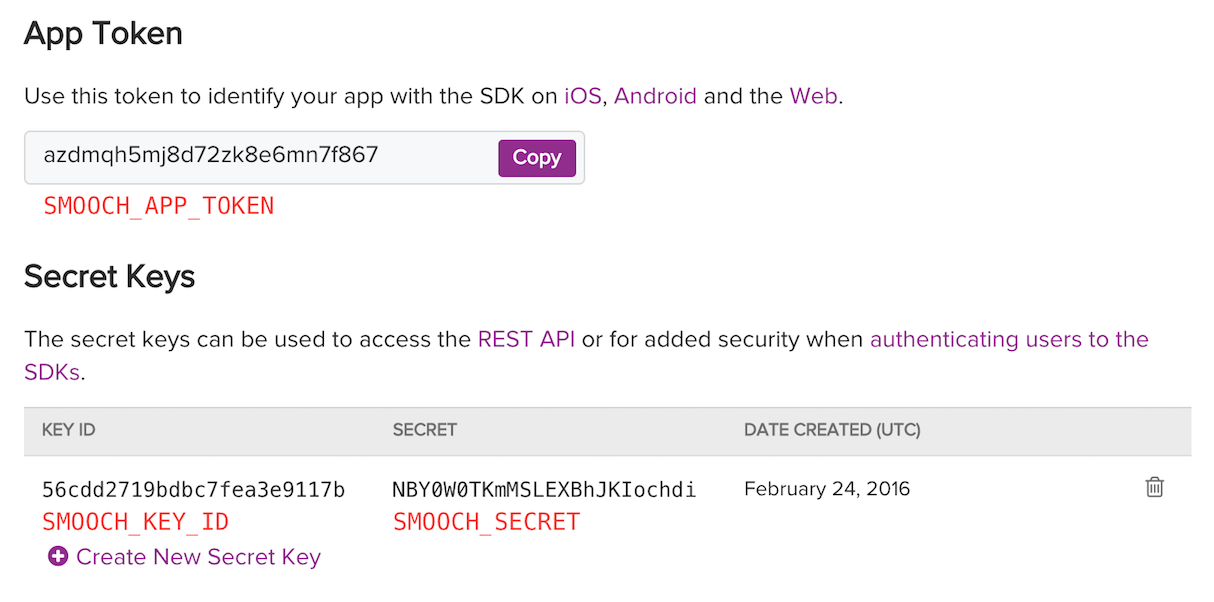 App Token
Use this token to identify your app with the SDK on iOS, Android and the Web.
azdmqh5mj8d72zk8e6mn7f867 Copy
SMOOCH_APP_TOKEN
Secret Keys
The secret keys can be used to access the REST API or for added security when authenticating users to the
SDKs.
KEY ID SECRET DATE CREATED (UTC)
56cdd2719bdbc7fea3e9117b NBY0W0TKmMSLEXBhJKIochdi February 24, 2016
SMOOCH_KEY_ID SMOOCH_SECRET
Create New Secret Key